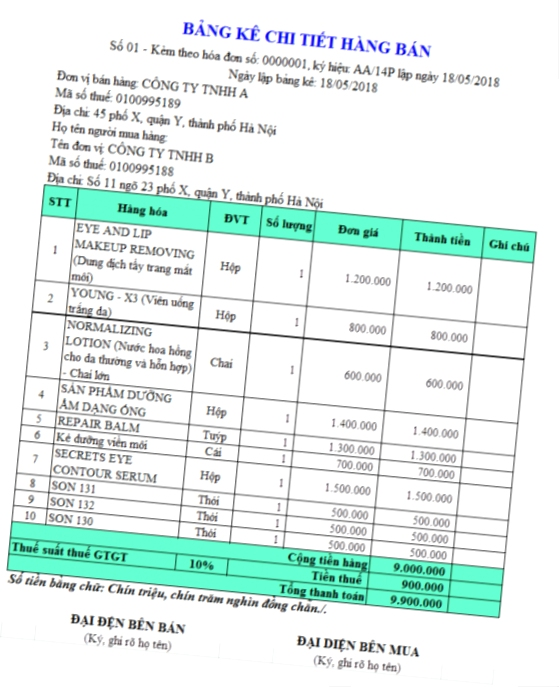 BẢNG KÊ CHI TIẾT HÀNG BÁN
Số 01 - Kèm theo hóa đơn số: 0000001, ký hiệu: AA/14P lập ngày 18/05/2018
Ngày lập bảng kê: 18/05/2018
Đơn vị bán hàng: CÔNG TY TNHH A
Mã số thuế: 0100995189
Địa chỉ: 45 phố X, quận Y, thành phố Hà Nội
Họ tên người mua hàng:
Tên đơn vị: CÔNG TY TNHH B
Mã số thuế: 0100995188
Địa chỉ: Số 11 ngõ 23 phố X, quận Y, thành phố Hà Nội
STT Hàng hóa ĐVT Số lượng Đơn giá Thành tiền Ghi chú
EYE AND LIP
1 MAKEUP REMOVING Hộp 1 1.200.000 1.200.000
(Dung dịch tẩy trang mắt
môi)
2 YOUNG - X3 (Viên uống Hộp 1 800.000 800.000
trắng da)
NORMALIZING
3 LOTION (Nước hoa hồng Chai 1 600.000 600.000
cho da thường và hỗn hợp)
- Chai lớn
4 SẢN PHẨM DƯỠNG Hộp 1 1.400.000 1.400.000
ẨM DẠNG ỐNG
5 REPAIR BALM Tuýp 1 1.300.000 1.300.000
6 Kẻ dưỡng viền môi Cái 1 700.000 700.000
7 SECRETS EYE Hộp 1 1.500.000 1.500.000
CONTOUR SERUM
8 SON 131 Thỏi 1 500.000 500.000
9 SON 132 Thỏi 1 500.000 500.000
10 SON 130 Thỏi 1 500.000 500.000
Cộng tiền hàng 9.000.000
Thuế suất thuế GTGT 10% Tiền thuế 900.000
Tổng thanh toán 9.900.000
Số tiền bằng chữ: Chín triệu, chín trăm nghìn đồng chẵn./.
ĐẠI DIỆN BÊN BÁN ĐẠI DIỆN BÊN MUA
(Ký, ghi rõ họ tên) (Ký, ghi rõ họ tên)